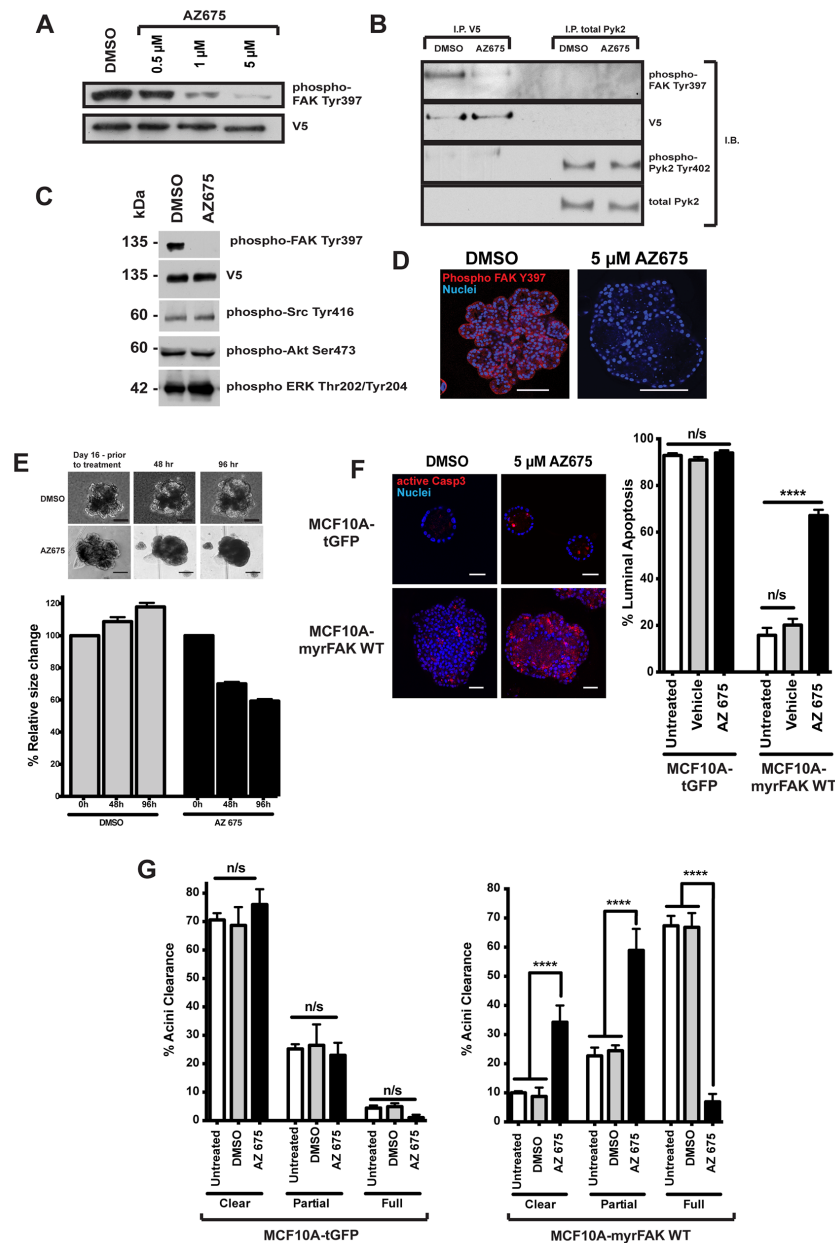 A
AZ675
DMSO
0.5 µM
1 µM
5 µM
phospho-
FAK Tyr397
V5
B
I.P. V5
I.P. total Pyk2
DMSO
AZ675
DMSO
AZ675
phospho-
FAK Tyr397
V5
phospho-
Pyk2 Tyr402
total Pyk2
I.B.
C
kDa
DMSO
AZ675
135 -
phospho-FAK Tyr397
135 -
V5
60 -
phospho-Src Tyr416
60 -
phospho-Akt Ser473
42 -
phospho ERK Thr202/Tyr204
D
DMSO
5 µM AZ675
Phospho FAK Y397
Nuclei
E
Day 16 - prior
to treatment
48 hr
96 hr
DMSO
AZ675
% Relative size change
120
100
80
60
40
20
0
0h
48h
96h
0h
48h
96h
DMSO
AZ 675
F
DMSO
5 µM AZ675
active Casp3
Nuclei
MCF10A-
tGFP
MCF10A-
myrFAK WT
% Luminal Apoptosis
100
80
60
40
20
0
n/s
n/s
****
Untreated
Vehicle
AZ 675
Untreated
Vehicle
AZ 675
MCF10A-
tGFP
MCF10A-
myrFAK WT
G
% Acini Clearance
80
70
60
50
40
30
20
10
0
n/s
n/s
n/s
Untreated
DMSO
AZ 675
Untreated
DMSO
AZ 675
Untreated
DMSO
AZ 675
Clear
Partial
Full
MCF10A-tGFP
% Acini Clearance
80
70
60
50
40
30
20
10
0
****
****
****
Untreated
DMSO
AZ 675
Untreated
DMSO
AZ 675
Untreated
DMSO
AZ 675
Clear
Partial
Full
MCF10A-myrFAK WT